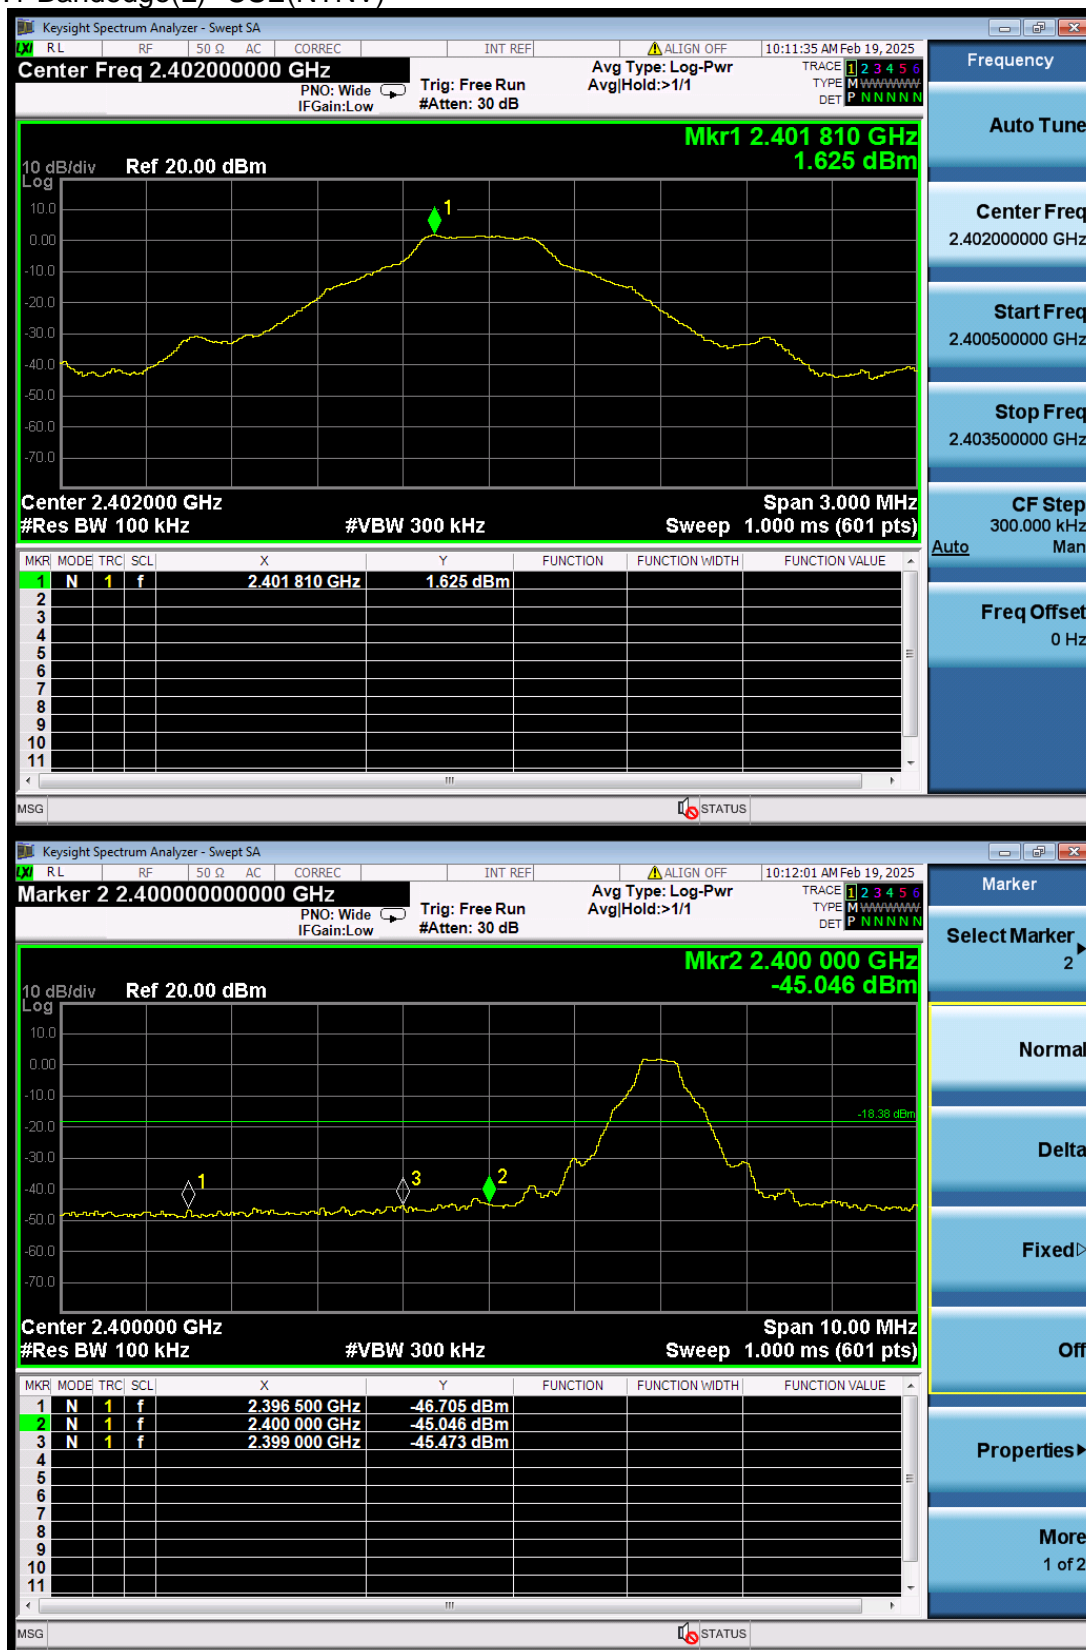 Keysight Spectrum Analyzer - Swept SA
LXI RL RF 50 Ω AC CORREC INT REF ALIGN OFF 10:11:35 AM Feb 19, 2025
Center Freq 2.402000000 GHz
PNO: Wide
IFGain:Low
Trig: Free Run
#Atten: 30 dB
Avg Type: Log-Pwr
Avg|Hold:>1/1
TRACE 1 2 3 4 5 6
TYPE M W W W W W
DET P N N N N N
Mkr1 2.401 810 GHz
1.625 dBm
10 dB/div Ref 20.00 dBm
Log
10.0
0.00
-10.0
-20.0
-30.0
-40.0
-50.0
-60.0
-70.0
1
Center 2.402000 GHz Span 3.000 MHz
#Res BW 100 kHz #VBW 300 kHz Sweep 1.000 ms (601 pts)
MKR MODE TRC SCL X Y FUNCTION FUNCTION WIDTH FUNCTION VALUE
1 N 1 f 2.401 810 GHz 1.625 dBm
2
3
4
5
6
7
8
9
10
11
MSG STATUS
Frequency
Auto Tune
Center Freq
2.402000000 GHz
Start Freq
2.400500000 GHz
Stop Freq
2.403500000 GHz
CF Step
300.000 kHz
Auto Man
Freq Offset
0 Hz
Keysight Spectrum Analyzer - Swept SA
LXI RL RF 50 Ω AC CORREC INT REF ALIGN OFF 10:12:01 AM Feb 19, 2025
Marker 2 2.400000000000 GHz
PNO: Wide
IFGain:Low
Trig: Free Run
#Atten: 30 dB
Avg Type: Log-Pwr
Avg|Hold:>1/1
TRACE 1 2 3 4 5 6
TYPE M W W W W W
DET P N N N N N
Mkr2 2.400 000 GHz
-45.046 dBm
10 dB/div Ref 20.00 dBm
Log
10.0
0.00
-10.0
-20.0
-30.0
-40.0
-50.0
-60.0
-70.0
-18.38 dBm
1
3
2
Center 2.400000 GHz Span 10.00 MHz
#Res BW 100 kHz #VBW 300 kHz Sweep 1.000 ms (601 pts)
MKR MODE TRC SCL X Y FUNCTION FUNCTION WIDTH FUNCTION VALUE
1 N 1 f 2.396 500 GHz -46.705 dBm
2 N 1 f 2.400 000 GHz -45.046 dBm
3 N 1 f 2.399 000 GHz -45.473 dBm
4
5
6
7
8
9
10
11
MSG STATUS
Marker
Select Marker
2
Normal
Delta
Fixed
Off
Properties
More
1 of 2